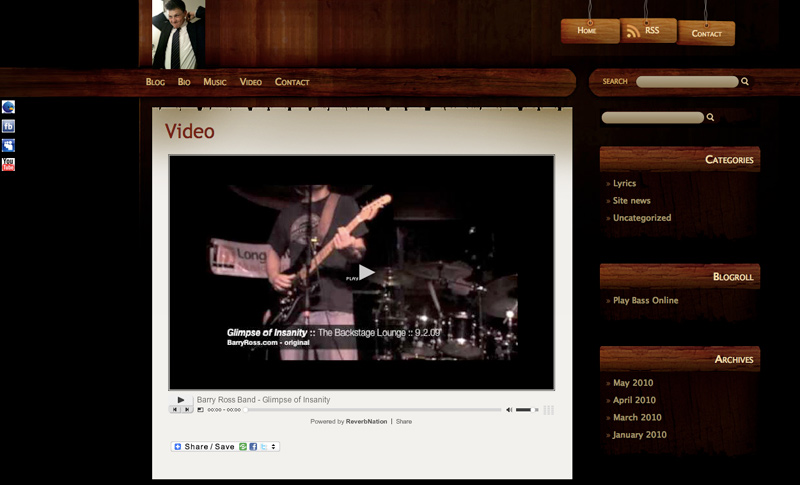 Home
RSS
Contact
Blog Bio Music Video Contact
SEARCH
fb
You
Tube
Video
Long
PLAY
Glimpse of Insanity :: The Backstage Lounge :: 9.2.09
BarryRoss.com - original
Barry Ross Band - Glimpse of Insanity
00:00 - 00:00
Powered by ReverbNation | Share
Share / Save
Categories
» Lyrics
» Site news
» Uncategorized
Blogroll
» Play Bass Online
Archives
» May 2010
» April 2010
» March 2010
» January 2010